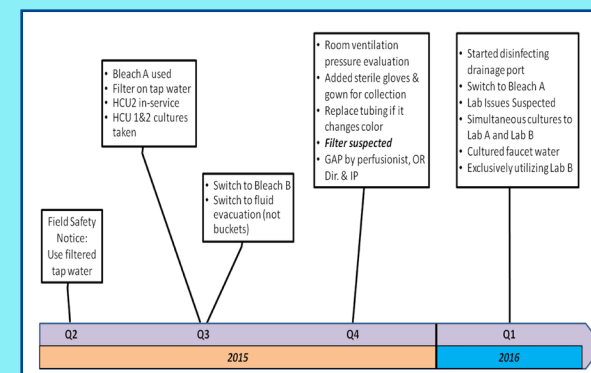 Field Safety
Notice:
Use filtered
tap water
• Bleach A used
• Filter on tap water
• HCU2 in-service
• HCU 1&2 cultures
taken
• Switch to Bleach B
• Switch to fluid
evacuation (not
buckets)
• Room ventilation
pressure evaluation
• Added sterile gloves &
gown for collection
• Replace tubing if it
changes color
• Filter suspected
• GAP by perfusionist, OR
Dir. & IP
• Started disinfecting
drainage port
• Switch to Bleach A
• Lab Issues Suspected
• Simultaneous cultures to
Lab A and Lab B
• Cultured faucet water
• Exclusively utilizing Lab B
Q2 Q3 Q4 Q1
2015 2016